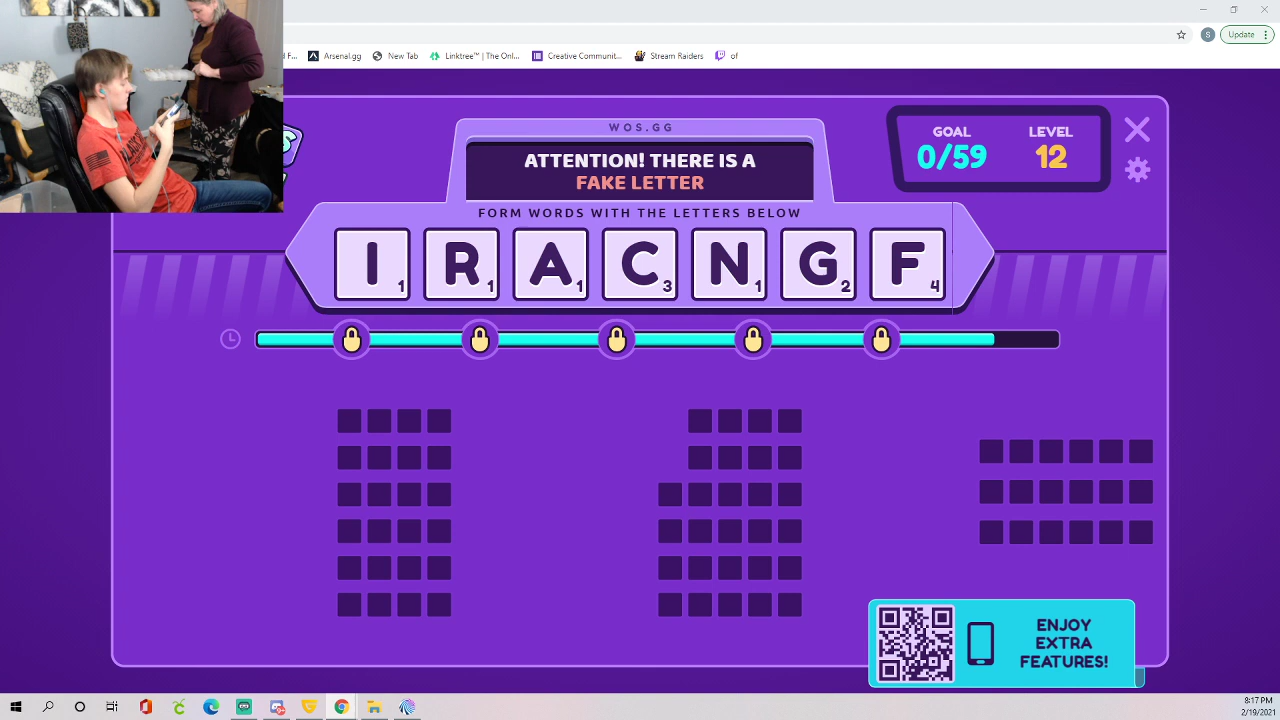 S
Update
F...
Arsenal.gg
New Tab
Linktree™ | The Onl...
Creative Communit...
Stream Raiders
of
WOS.GG
ATTENTION! THERE IS A
FAKE LETTER
GOAL
0/59
LEVEL
12
FORM WORDS WITH THE LETTERS BELOW
I 1 R 1 A 1 C 3 N 1 G 2 F 4
ENJOY
EXTRA
FEATURES!
8:17 PM
2/19/2021